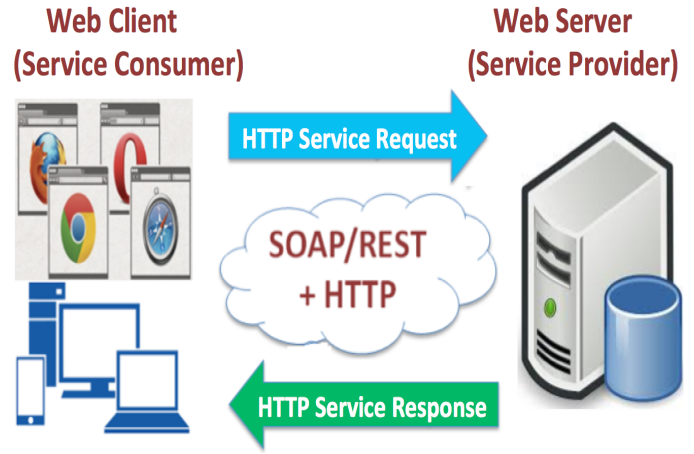 Web Client
(Service Consumer)
Web Server
(Service Provider)
HTTP Service Request
SOAP/REST
+ HTTP
HTTP Service Response